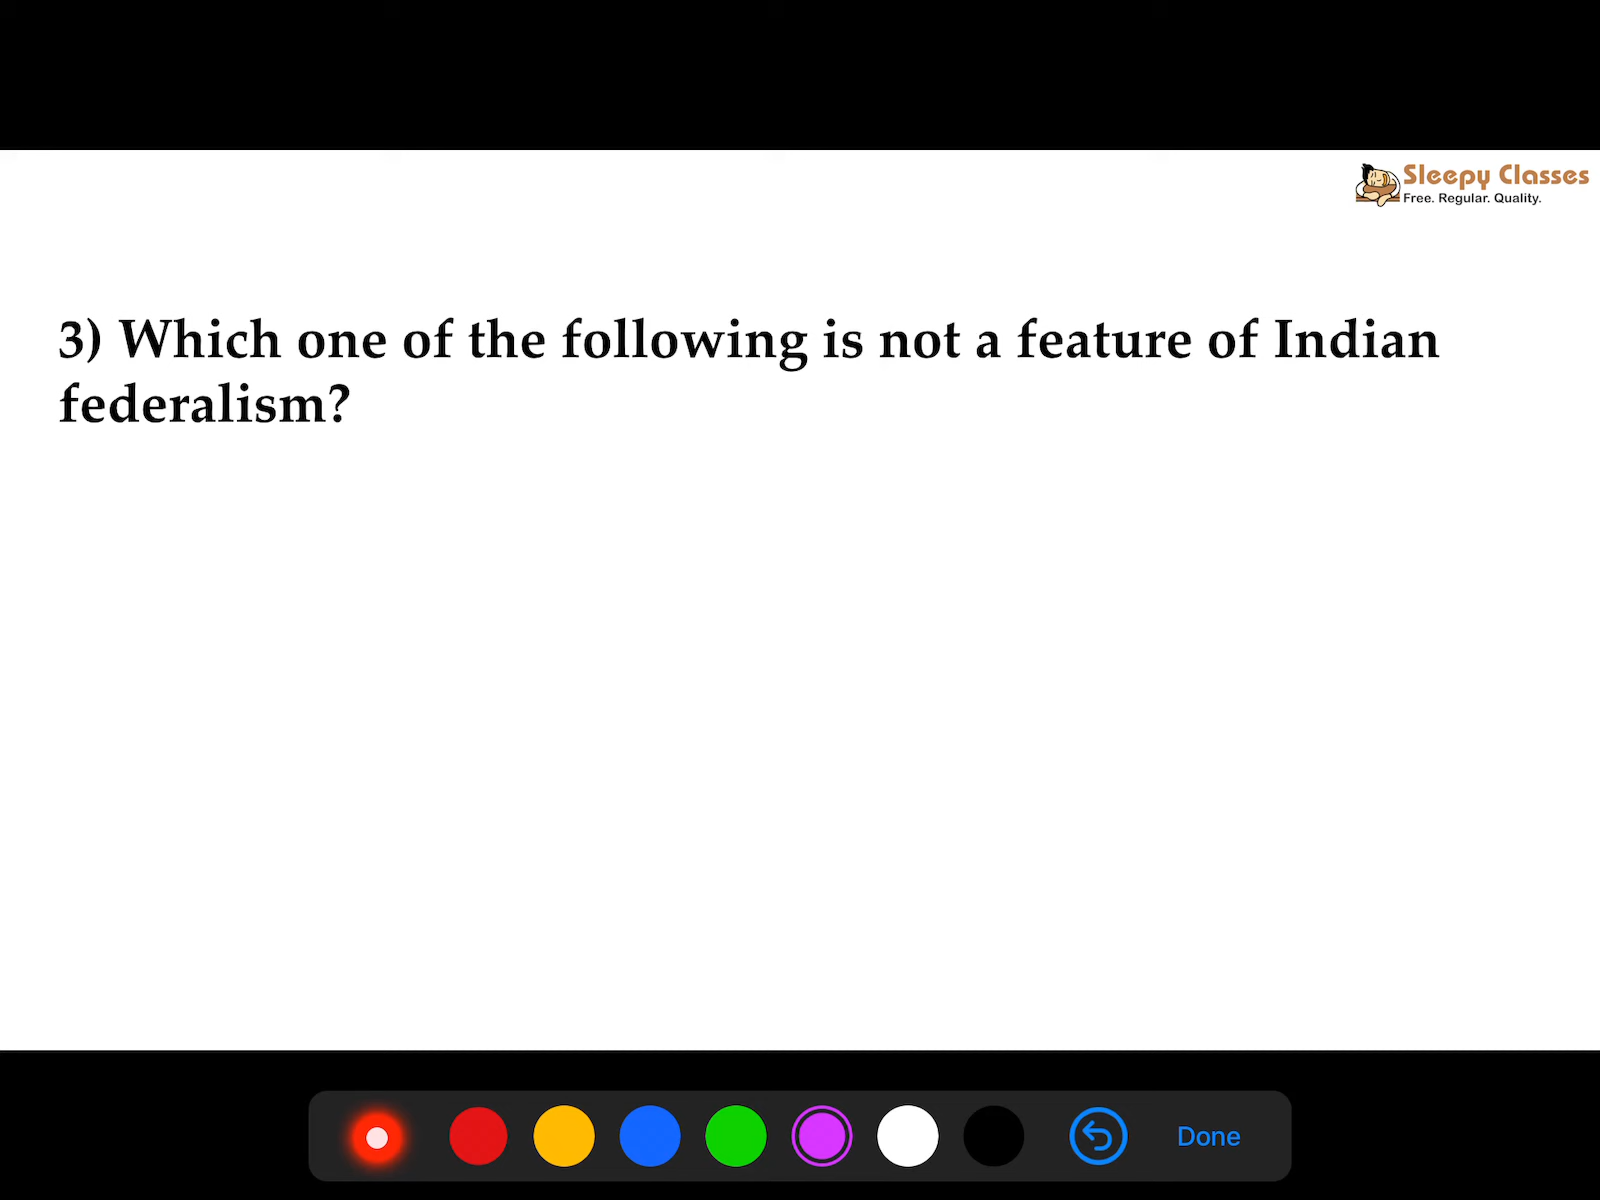 Sleepy Classes
Free. Regular. Quality.
3) Which one of the following is not a feature of Indian
federalism?
Done